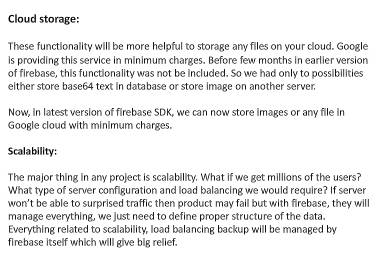 Cloud storage:
These functionality will be more helpful to storage any files on your cloud. Google
is providing this service in minimum charges. Before few months in earlier version
of firebase, this functionality was not be included. So we had only to possibilities
either store base64 text in database or store image on another server.
Now, in latest version of firebase SDK, we can now store images or any file in
Google cloud with minimum charges.
Scalability:
The major thing in any project is scalability. What if we get millions of the users?
What type of server configuration and load balancing we would require? If server
won't be able to surprised traffic then product may fail but with firebase, they will
manage everything, we just need to define proper structure of the data.
Everything related to scalability, load balancing backup will be managed by
firebase itself which will give big relief.